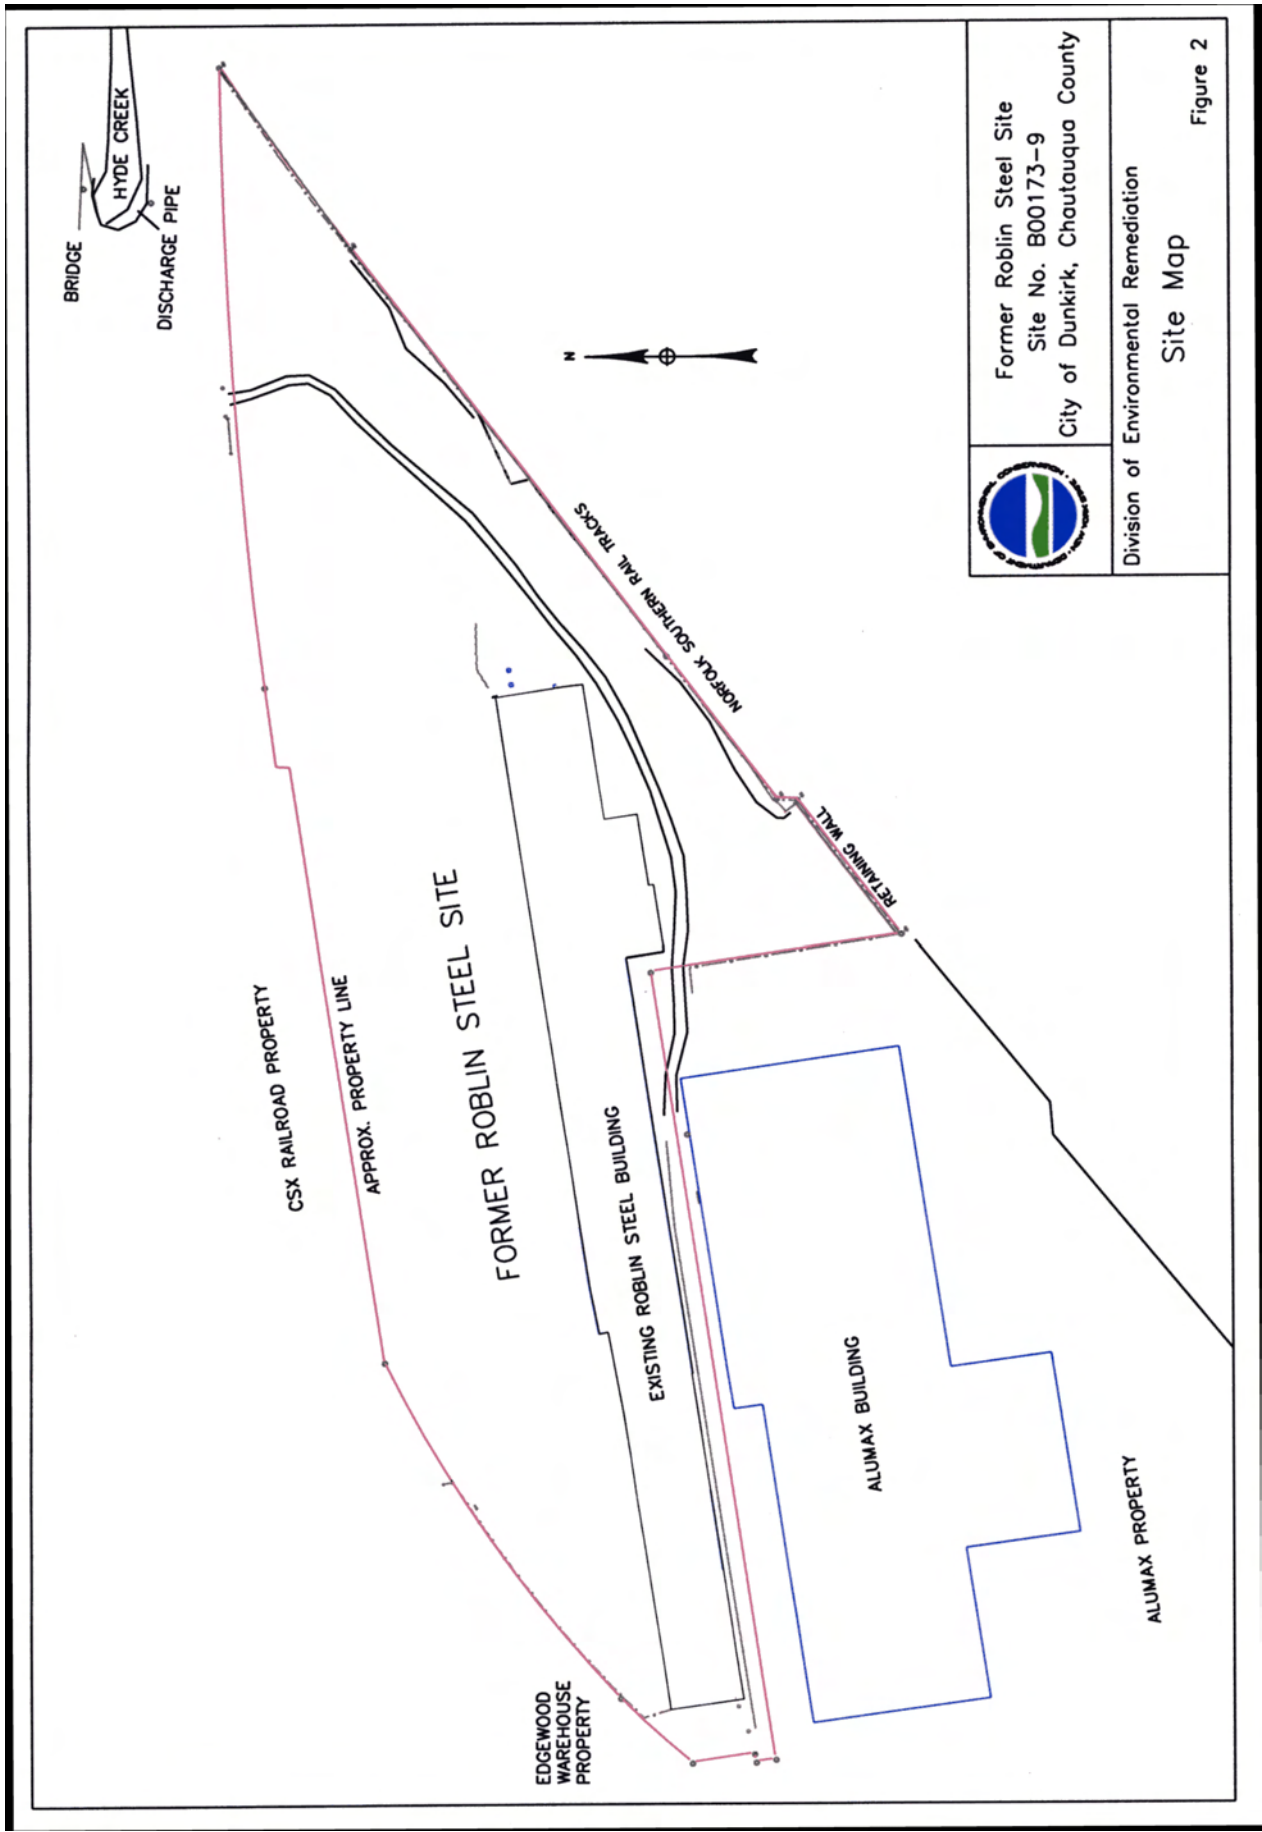 BRIDGE
HYDE CREEK
DISCHARGE PIPE
N
CSX RAILROAD PROPERTY
APPROX. PROPERTY LINE
FORMER ROBLIN STEEL SITE
EXISTING ROBLIN STEEL BUILDING
NORFOLK SOUTHERN RAIL TRACKS
RETAINING WALL
EDGEWOOD
WAREHOUSE
PROPERTY
ALUMAX BUILDING
ALUMAX PROPERTY
Former Roblin Steel Site
Site No. B00173-9
City of Dunkirk, Chautauqua County
Division of Environmental Remediation
Site Map
Figure 2